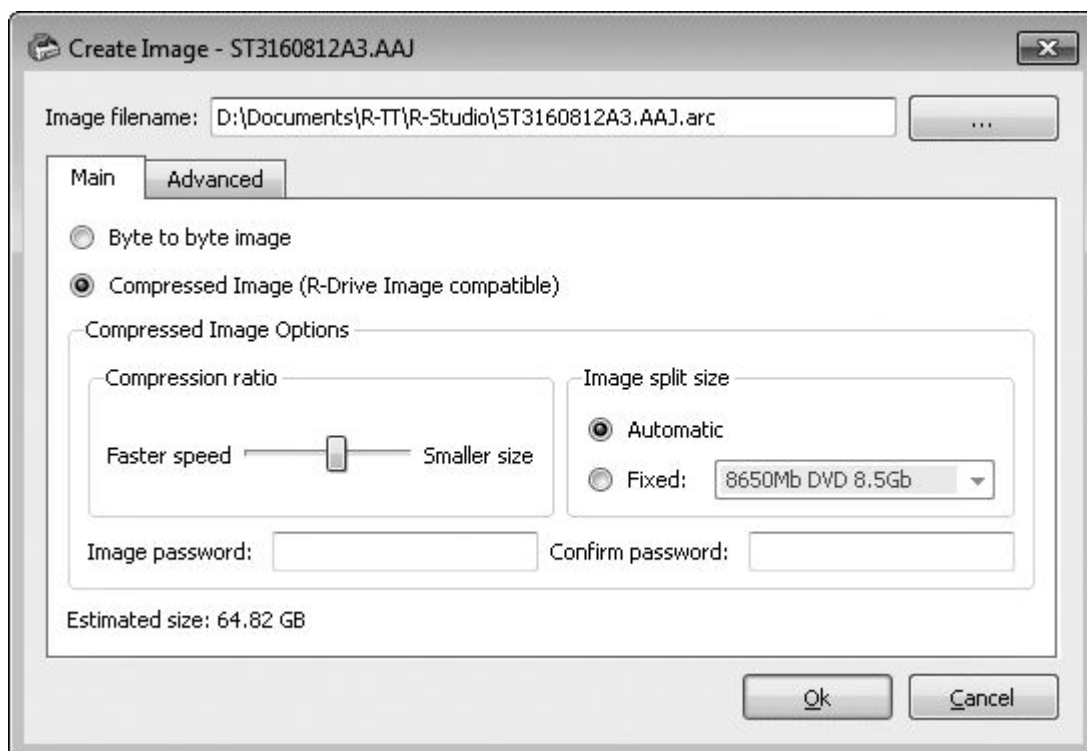 Create Image - ST3160812A3.AAJ
Image filename: D:\Documents\R-TT\R-Studio\ST3160812A3.AAJ.arc ...
Main Advanced
Byte to byte image
Compressed Image (R-Drive Image compatible)
Compressed Image Options
Compression ratio
Faster speed Smaller size
Image split size
Automatic
Fixed: 8650Mb DVD 8.5Gb
Image password: Confirm password:
Estimated size: 64.82 GB
Ok Cancel